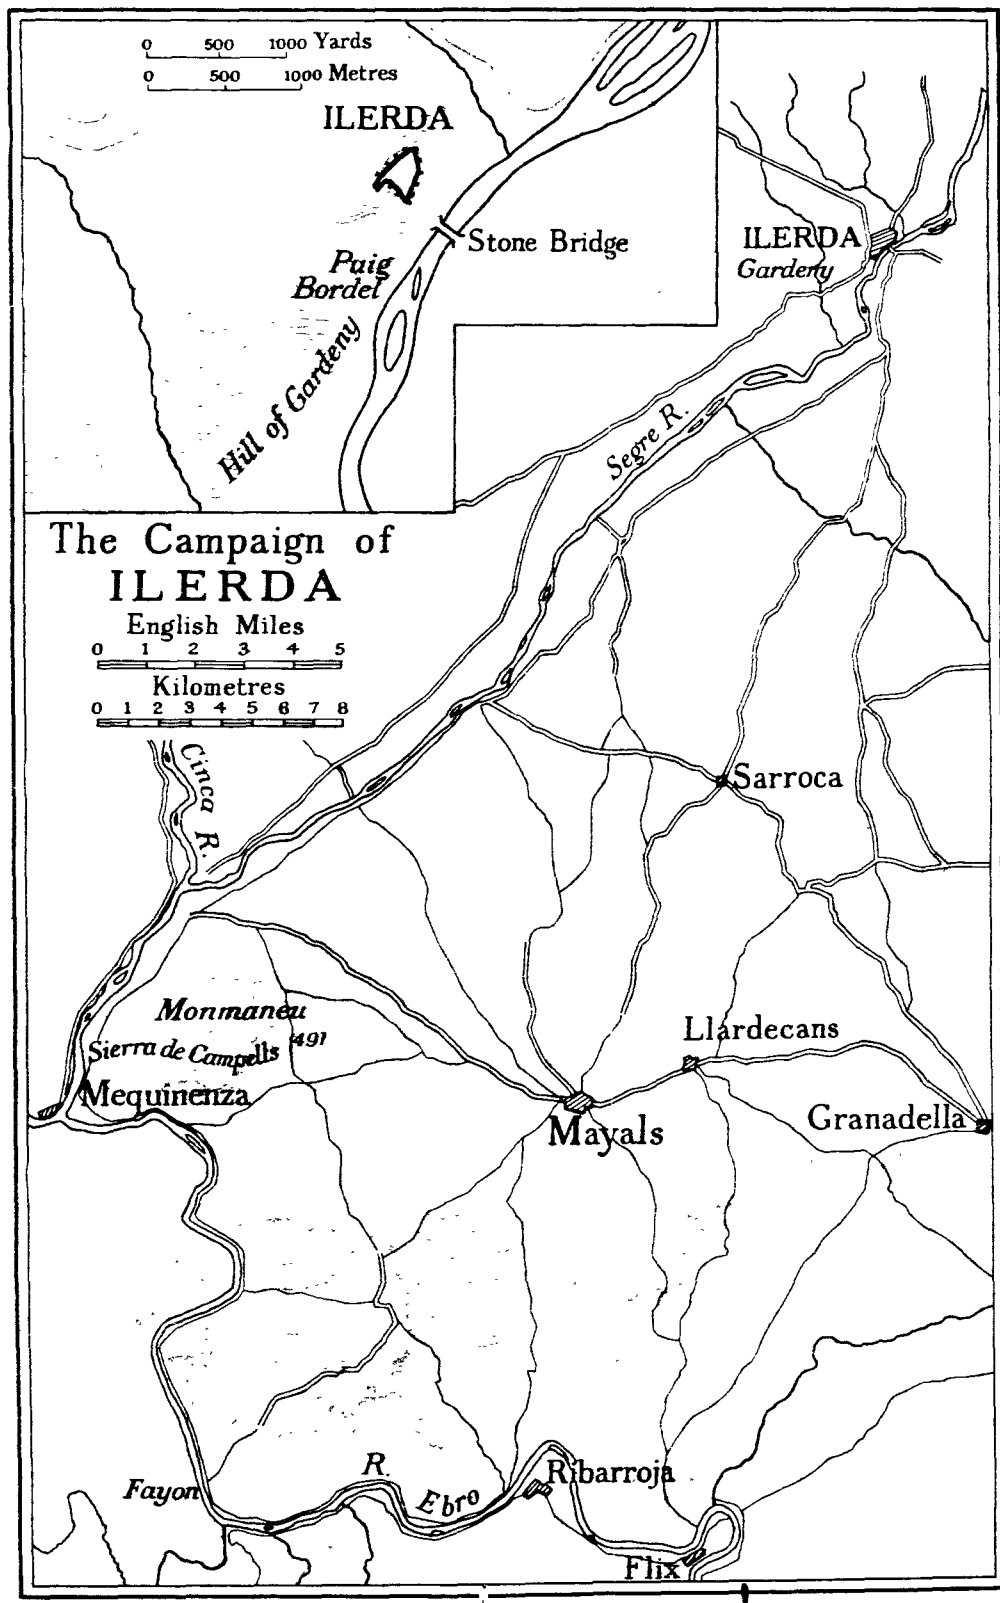 0 500 1000 Yards
0 500 1000 Metres
ILERDA
Stone Bridge
Puig
Bordel
Hill of Gardeny
ILERDA
Gardeny
Segre R.
The Campaign of
ILERDA
English Miles
0 1 2 3 4 5
Kilometres
0 1 2 3 4 5 6 7 8
Cinca R.
Sarroca
Monmaneu
491
Sierra de Campells
Llardecans
Mequinenza
Granadella
Mayals
Fayon
R. Ebro
Ribarroja
Flix